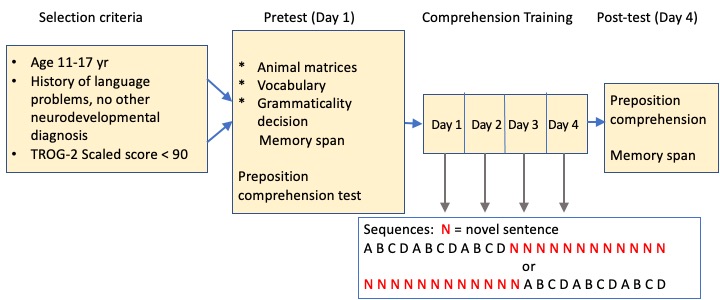 Selection criteria
Pretest (Day 1)
Comprehension Training
Post-test (Day 4)
• Age 11-17 yr
• History of language
problems, no other
neurodevelopmental
diagnosis
• TROG-2 Scaled score < 90
* Animal matrices
* Vocabulary
* Grammaticality
decision
Memory span
Preposition
comprehension test
Day 1
Day 2
Day 3
Day 4
Preposition
comprehension
Memory span
Sequences: N = novel sentence
A B C D A B C D A B C D N N N N N N N N N N N N
or
N N N N N N N N N N N N A B C D A B C D A B C D